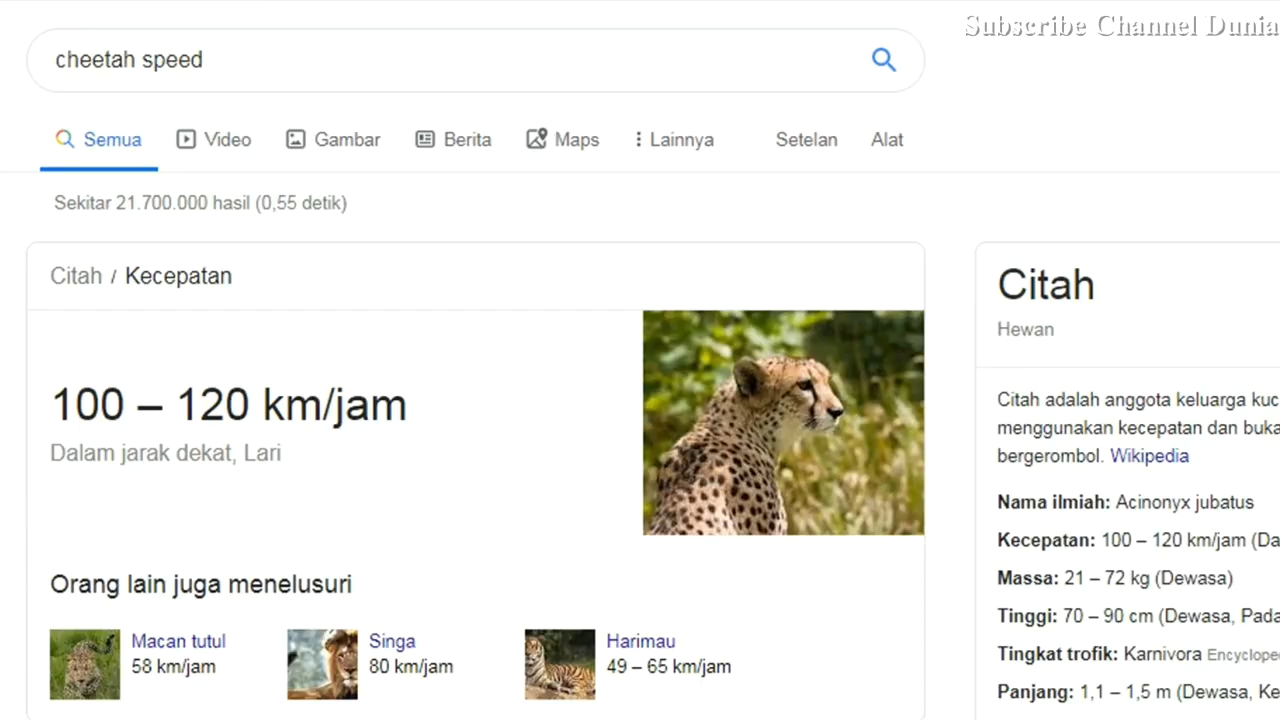 Subscribe Channel Dunia
cheetah speed
Semua Video Gambar Berita Maps Lainnya Setelan Alat
Sekitar 21.700.000 hasil (0,55 detik)
Citah / Kecepatan
100 – 120 km/jam
Dalam jarak dekat, Lari
Orang lain juga menelusuri
Macan tutul
58 km/jam
Singa
80 km/jam
Harimau
49 – 65 km/jam
Citah
Hewan
Citah adalah anggota keluarga kuc
menggunakan kecepatan dan buka
bergerombol. Wikipedia
Nama ilmiah: Acinonyx jubatus
Kecepatan: 100 – 120 km/jam (Da
Massa: 21 – 72 kg (Dewasa)
Tinggi: 70 – 90 cm (Dewasa, Pada
Tingkat trofik: Karnivora Encyclope
Panjang: 1,1 – 1,5 m (Dewasa, Ke